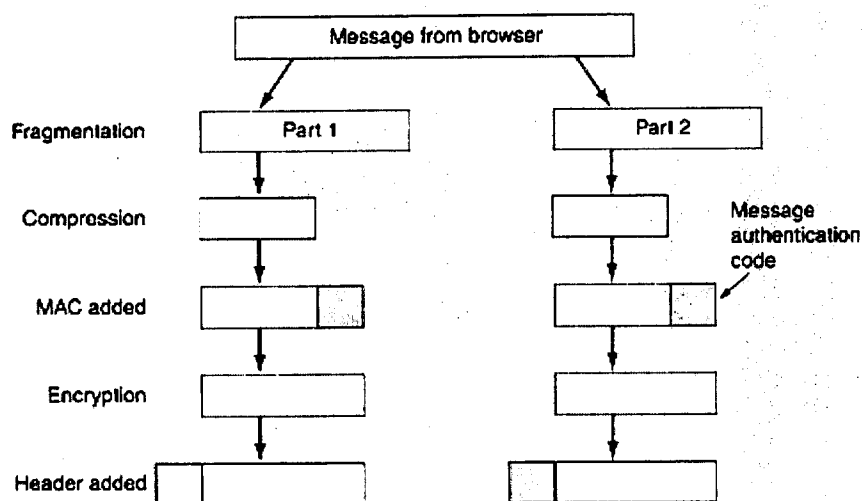 Message from browser
Fragmentation
Part 1
Part 2
Compression
Message
authentication
code
MAC added
Encryption
Header added